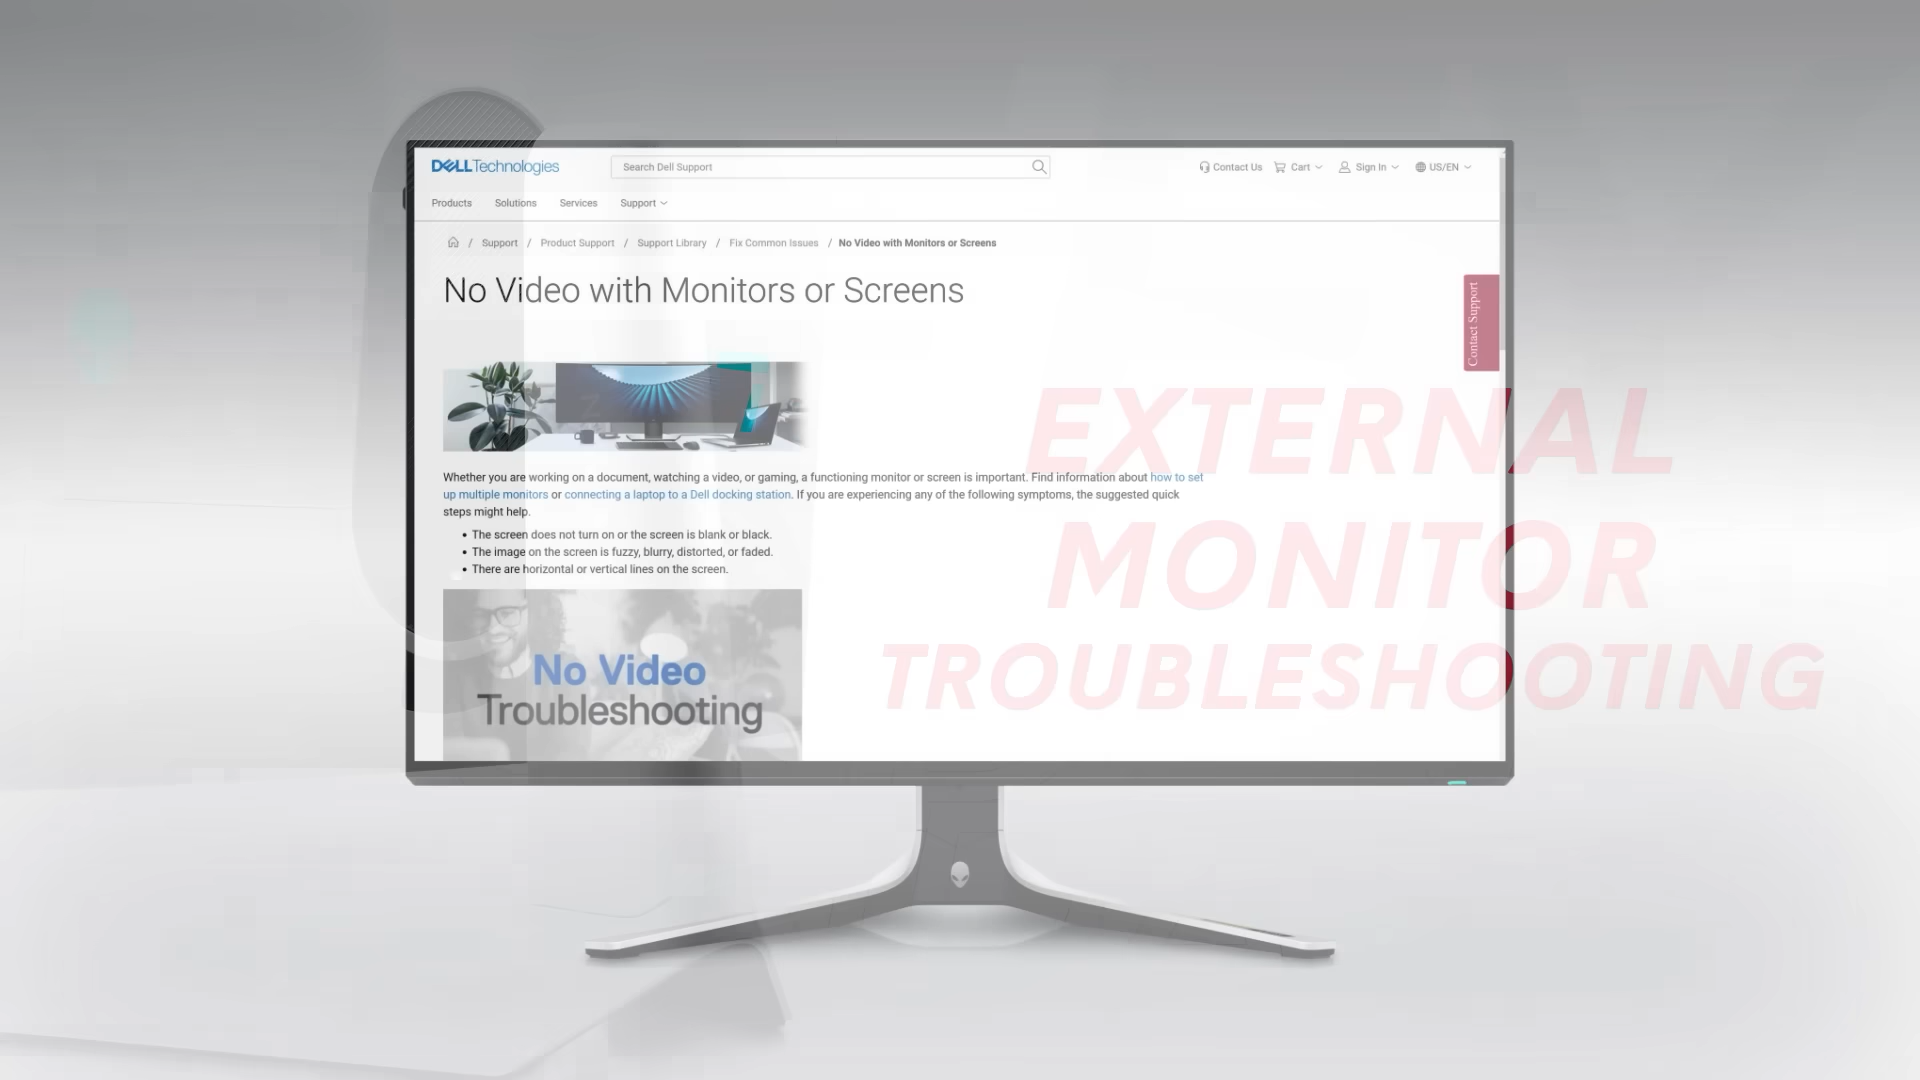 DELL Technologies
Search Dell Support
Contact Us
Cart
Sign In
US/EN
Products
Solutions
Services
Support
/ Support / Product Support / Support Library / Fix Common Issues / No Video with Monitors or Screens
No Video with Monitors or Screens
Contact Support
Whether you are working on a document, watching a video, or gaming, a functioning monitor or screen is important. Find information about how to set
up multiple monitors or connecting a laptop to a Dell docking station. If you are experiencing any of the following symptoms, the suggested quick
steps might help.
• The screen does not turn on or the screen is blank or black.
• The image on the screen is fuzzy, blurry, distorted, or faded.
• There are horizontal or vertical lines on the screen.
No Video
Troubleshooting
EXTERNAL
MONITOR
TROUBLESHOOTING